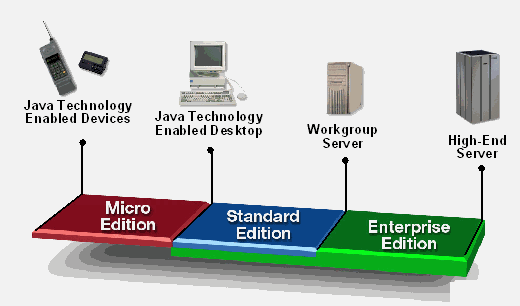 Java Technology
Enabled Devices
Java Technology
Enabled Desktop
Workgroup
Server
High-End
Server
Micro
Edition
Standard
Edition
Enterprise
Edition